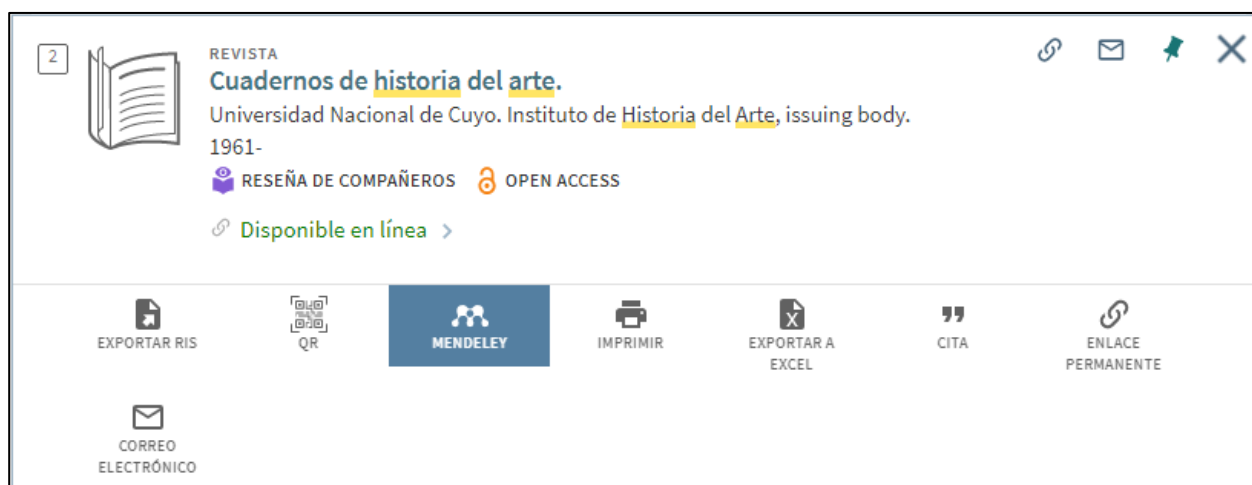 2
REVISTA
Cuadernos de historia del arte.
Universidad Nacional de Cuyo. Instituto de Historia del Arte, issuing body.
1961-
RESEÑA DE COMPAÑEROS OPEN ACCESS
Disponible en línea
EXPORTAR RIS
QR
MENDELEY
IMPRIMIR
EXPORTAR A
EXCEL
CITA
ENLACE
PERMANENTE
CORREO
ELECTRÓNICO